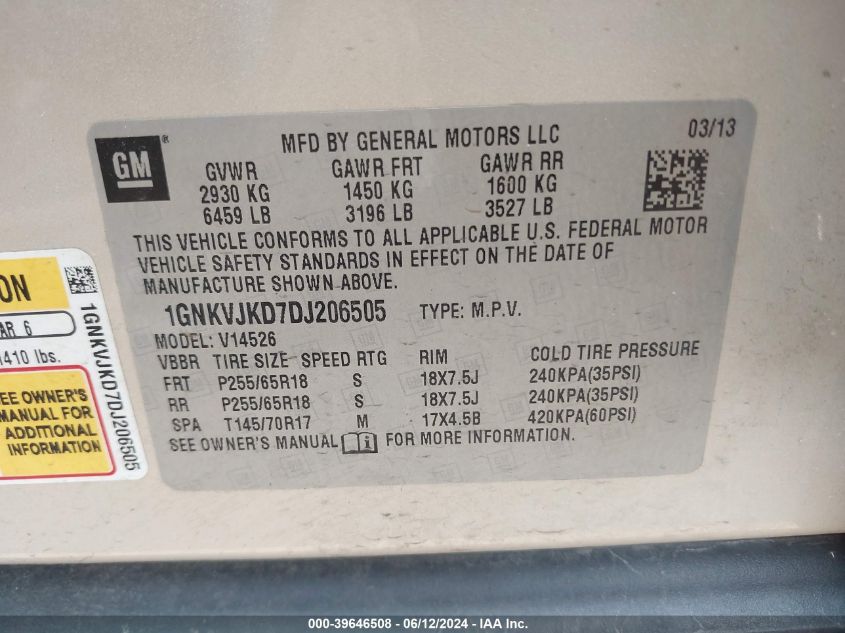 GM
®
MFD BY GENERAL MOTORS LLC
03/13
GVWR GAWR FRT GAWR RR
2930 KG 1450 KG 1600 KG
6459 LB 3196 LB 3527 LB
THIS VEHICLE CONFORMS TO ALL APPLICABLE U.S. FEDERAL MOTOR
VEHICLE SAFETY STANDARDS IN EFFECT ON THE DATE OF
MANUFACTURE SHOWN ABOVE.
1GNKVJKD7DJ206505 TYPE: M.P.V.
MODEL: V14526
VBBR TIRE SIZE SPEED RTG RIM COLD TIRE PRESSURE
FRT P255/65R18 S 18X7.5J 240KPA(35PSI)
RR P255/65R18 S 18X7.5J 240KPA(35PSI)
SPA T145/70R17 M 17X4.5B 420KPA(60PSI)
SEE OWNER'S MANUAL FOR MORE INFORMATION.
ON
AR 6
1410 lbs.
SEE OWNER'S
MANUAL FOR
ADDITIONAL
INFORMATION
1GNKVJKD7DJ206505
000-39646508 - 06/12/2024 - IAA Inc.